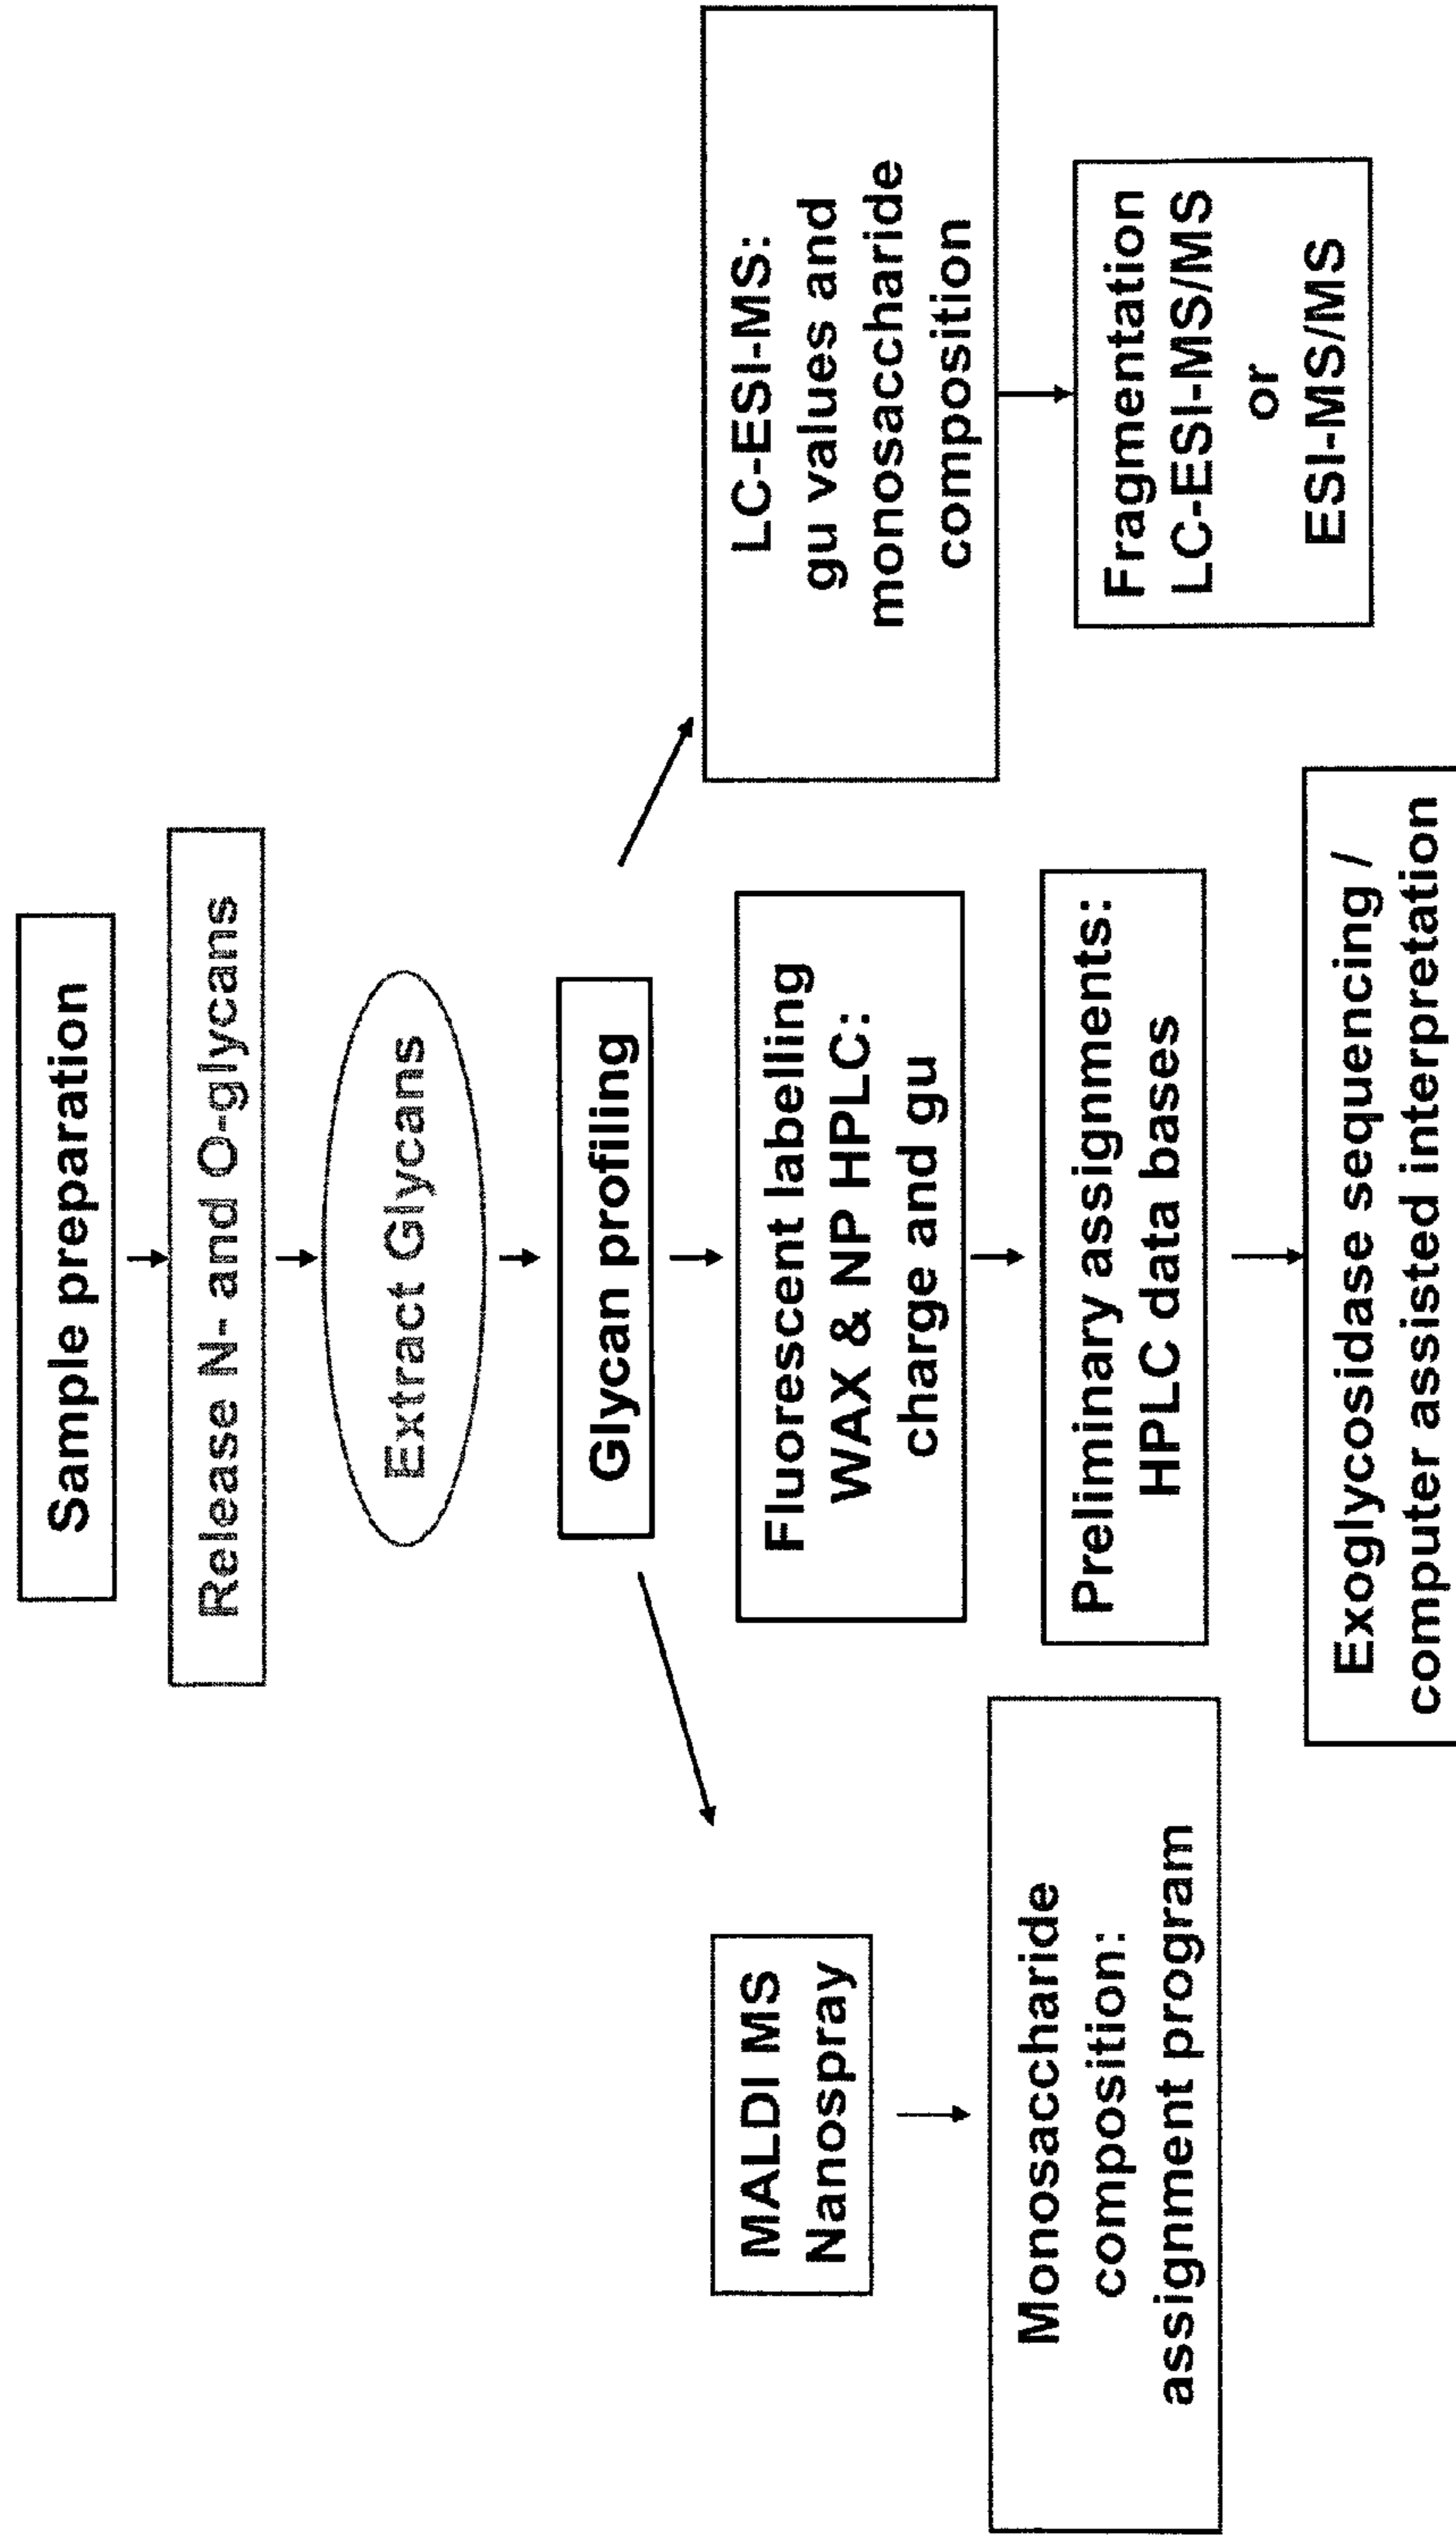 Sample preparation
Release N- and O-glycans
Extract Glycans
Glycan profiling
MALDI MS
Nanospray
Monosaccharide
composition:
assignment program
Fluorescent labelling
WAX & NP HPLC:
charge and gu
Preliminary assignments:
HPLC data bases
Exoglycosidase sequencing /
computer assisted interpretation
LC-ESI-MS:
gu values and
monosaccharide
composition
Fragmentation
LC-ESI-MS/MS
or
ESI-MS/MS